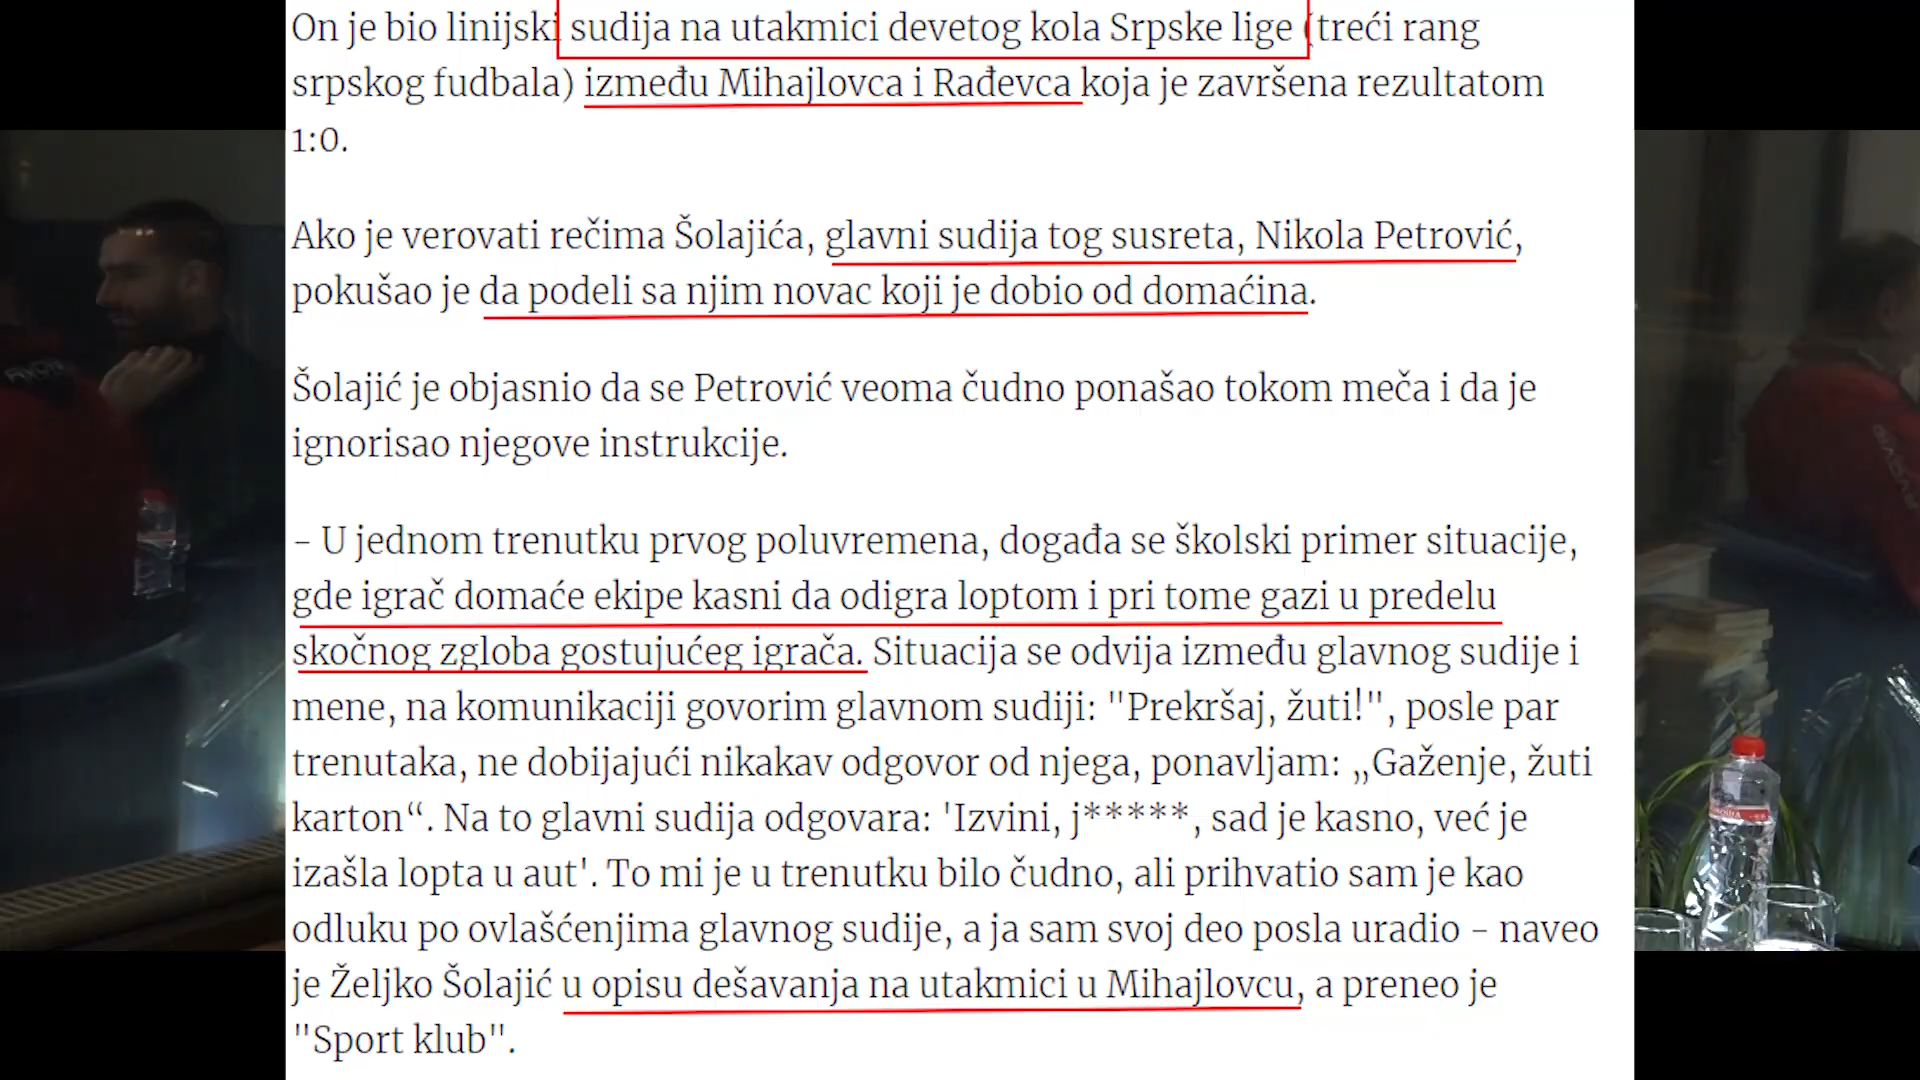 On je bio linijski sudija na utakmici devetog kola Srpske lige (treći rang
srpskog fudbala) između Mihajlovca i Rađevca koja je završena rezultatom
1:0.
Ako je verovati rečima Šolajića, glavni sudija tog susreta, Nikola Petrović,
pokušao je da podeli sa njim novac koji je dobio od domaćina.
Šolajić je objasnio da se Petrović veoma čudno ponašao tokom meča i da je
ignorisao njegove instrukcije.
- U jednom trenutku prvog poluvremena, događa se školski primer situacije,
gde igrač domaće ekipe kasni da odigra loptom i pri tome gazi u predelu
skočnog zgloba gostujućeg igrača. Situacija se odvija između glavnog sudije i
mene, na komunikaciji govorim glavnom sudiji: "Prekršaj, žuti!", posle par
trenutaka, ne dobijajući nikakav odgovor od njega, ponavljam: „Gaženje, žuti
karton“. Na to glavni sudija odgovara: 'Izvini, j*****, sad je kasno, već je
izašla lopta u aut'. To mi je u trenutku bilo čudno, ali prihvatio sam je kao
odluku po ovlašćenjima glavnog sudije, a ja sam svoj deo posla uradio - naveo
je Željko Šolajić u opisu dešavanja na utakmici u Mihajlovcu, a preneo je
"Sport klub".